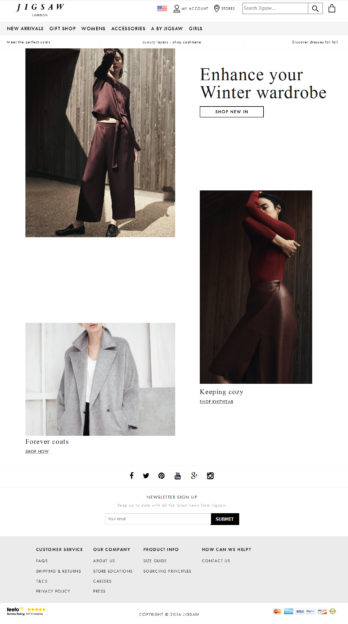 JIGSAW
LONDON
MY ACCOUNT
STORES
Search Jigsaw...
NEW ARRIVALS GIFT SHOP WOMENS ACCESSORIES A BY JIGSAW GIRLS
Meet the perfect coats
Luxury layers - shop cashmere
Discover dresses for fall
Enhance your
Winter wardrobe
SHOP NEW IN
Keeping cozy
SHOP KNITWEAR
Forever coats
SHOP NOW
NEWSLETTER SIGN UP
Keep up to date with all the latest news from Jigsaw
Your email
SUBMIT
CUSTOMER SERVICE
FAQS
SHIPPING & RETURNS
T&CS
PRIVACY POLICY
OUR COMPANY
ABOUT US
STORE LOCATIONS
CAREERS
PRESS
PRODUCT INFO
SIZE GUIDE
SOURCING PRINCIPLES
HOW CAN WE HELP?
CONTACT US
feefo
COPYRIGHT © 2016 JIGSAW